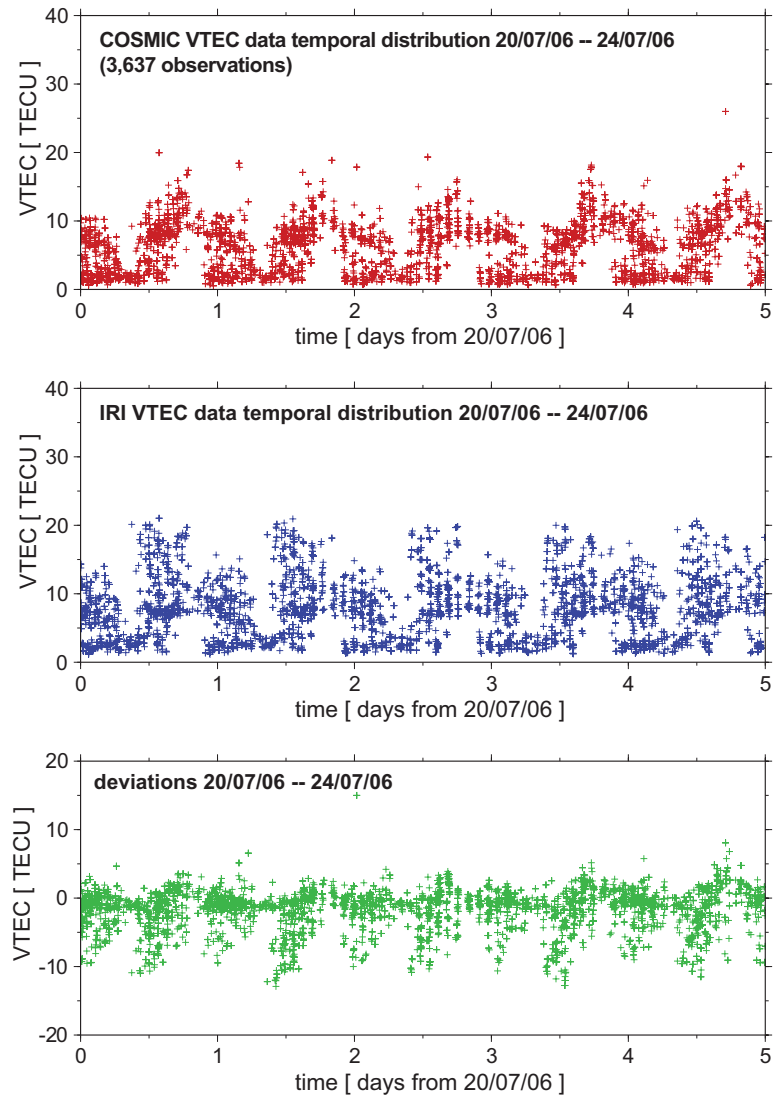 COSMIC VTEC data temporal distribution 20/07/06 -- 24/07/06
(3,637 observations)
VTEC [ TECU ]
40
30
20
10
0
0 1 2 3 4 5
time [ days from 20/07/06 ]
IRI VTEC data temporal distribution 20/07/06 -- 24/07/06
VTEC [ TECU ]
40
30
20
10
0
0 1 2 3 4 5
time [ days from 20/07/06 ]
deviations 20/07/06 -- 24/07/06
VTEC [ TECU ]
20
10
0
-10
-20
0 1 2 3 4 5
time [ days from 20/07/06 ]